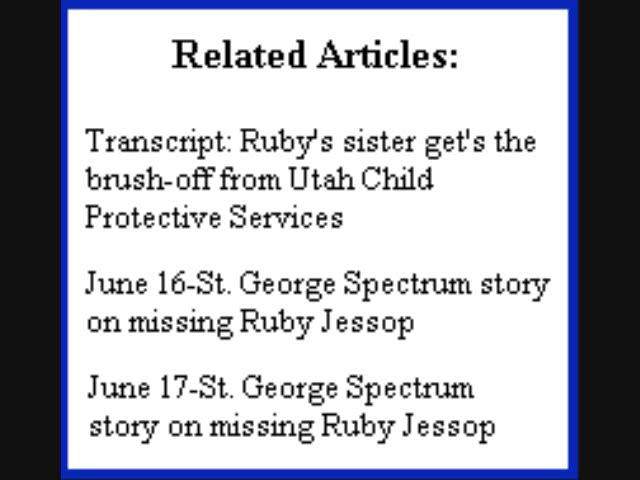 Related Articles:
Transcript: Ruby's sister get's the
brush-off from Utah Child
Protective Services
June 16-St. George Spectrum story
on missing Ruby Jessop
June 17-St. George Spectrum
story on missing Ruby Jessop